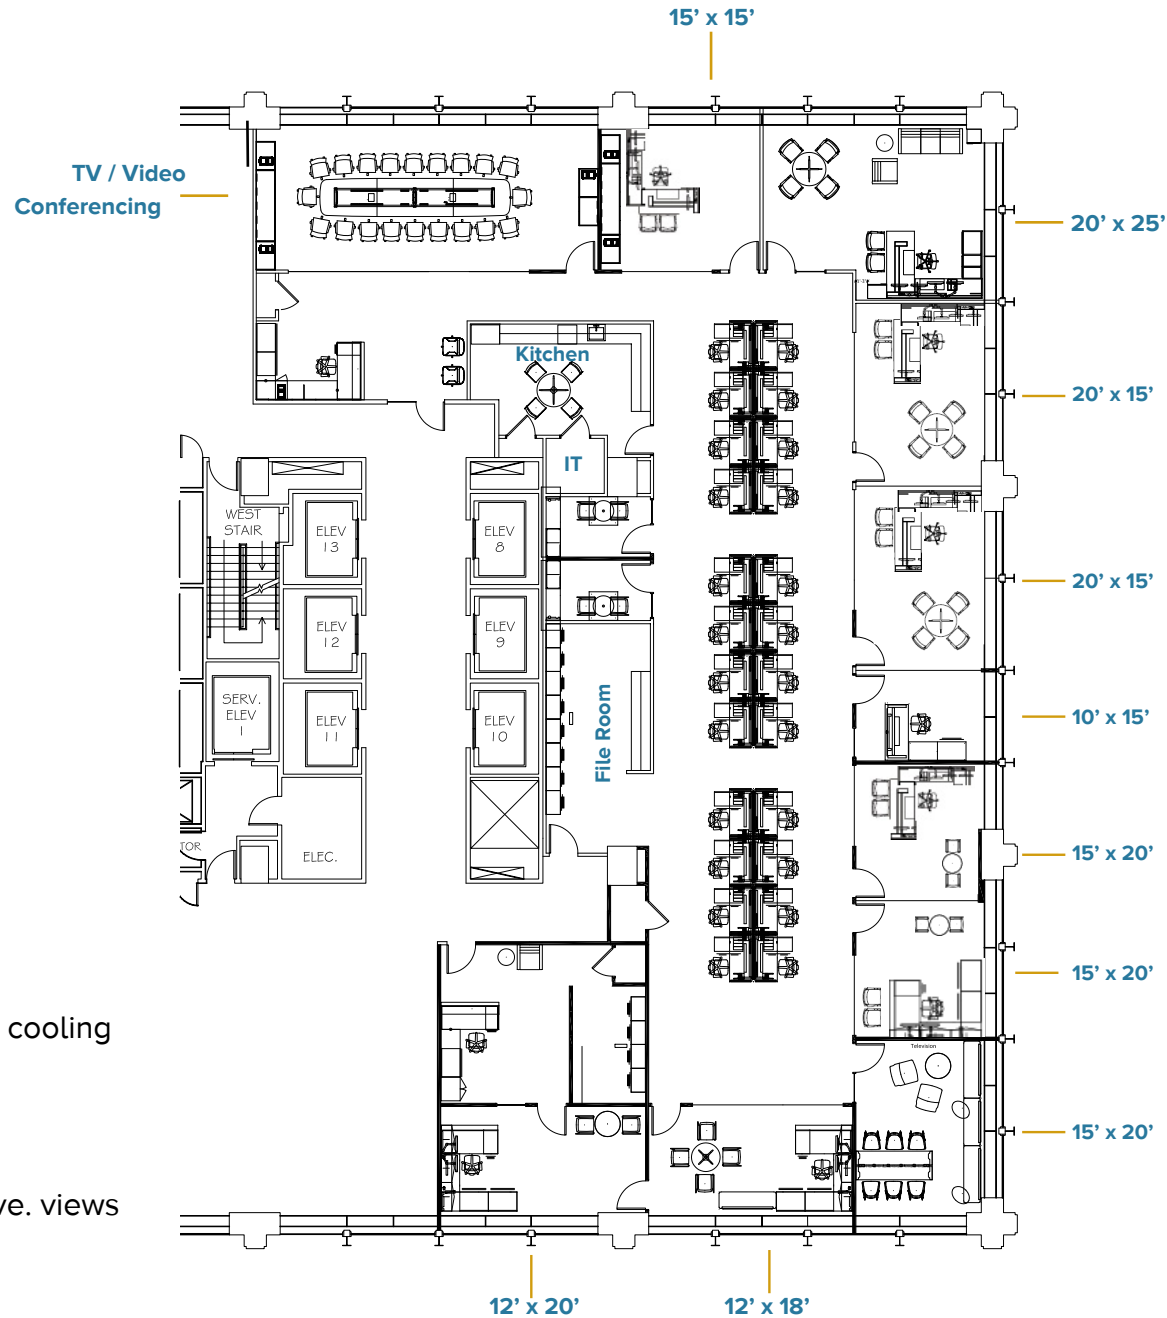 15’ x 15’
TV / Video
Conferencing
20’ x 25’
Kitchen
20’ x 15’
IT
WEST
STAIR
ELEV
13
ELEV
8
20’ x 15’
ELEV
12
ELEV
9
SERV.
ELEV
1
ELEV
11
ELEV
10
File Room
10’ x 15’
TOR
ELEC.
15’ x 20’
15’ x 20’
cooling
Television
15’ x 20’
ve. views
12’ x 20’
12’ x 18’